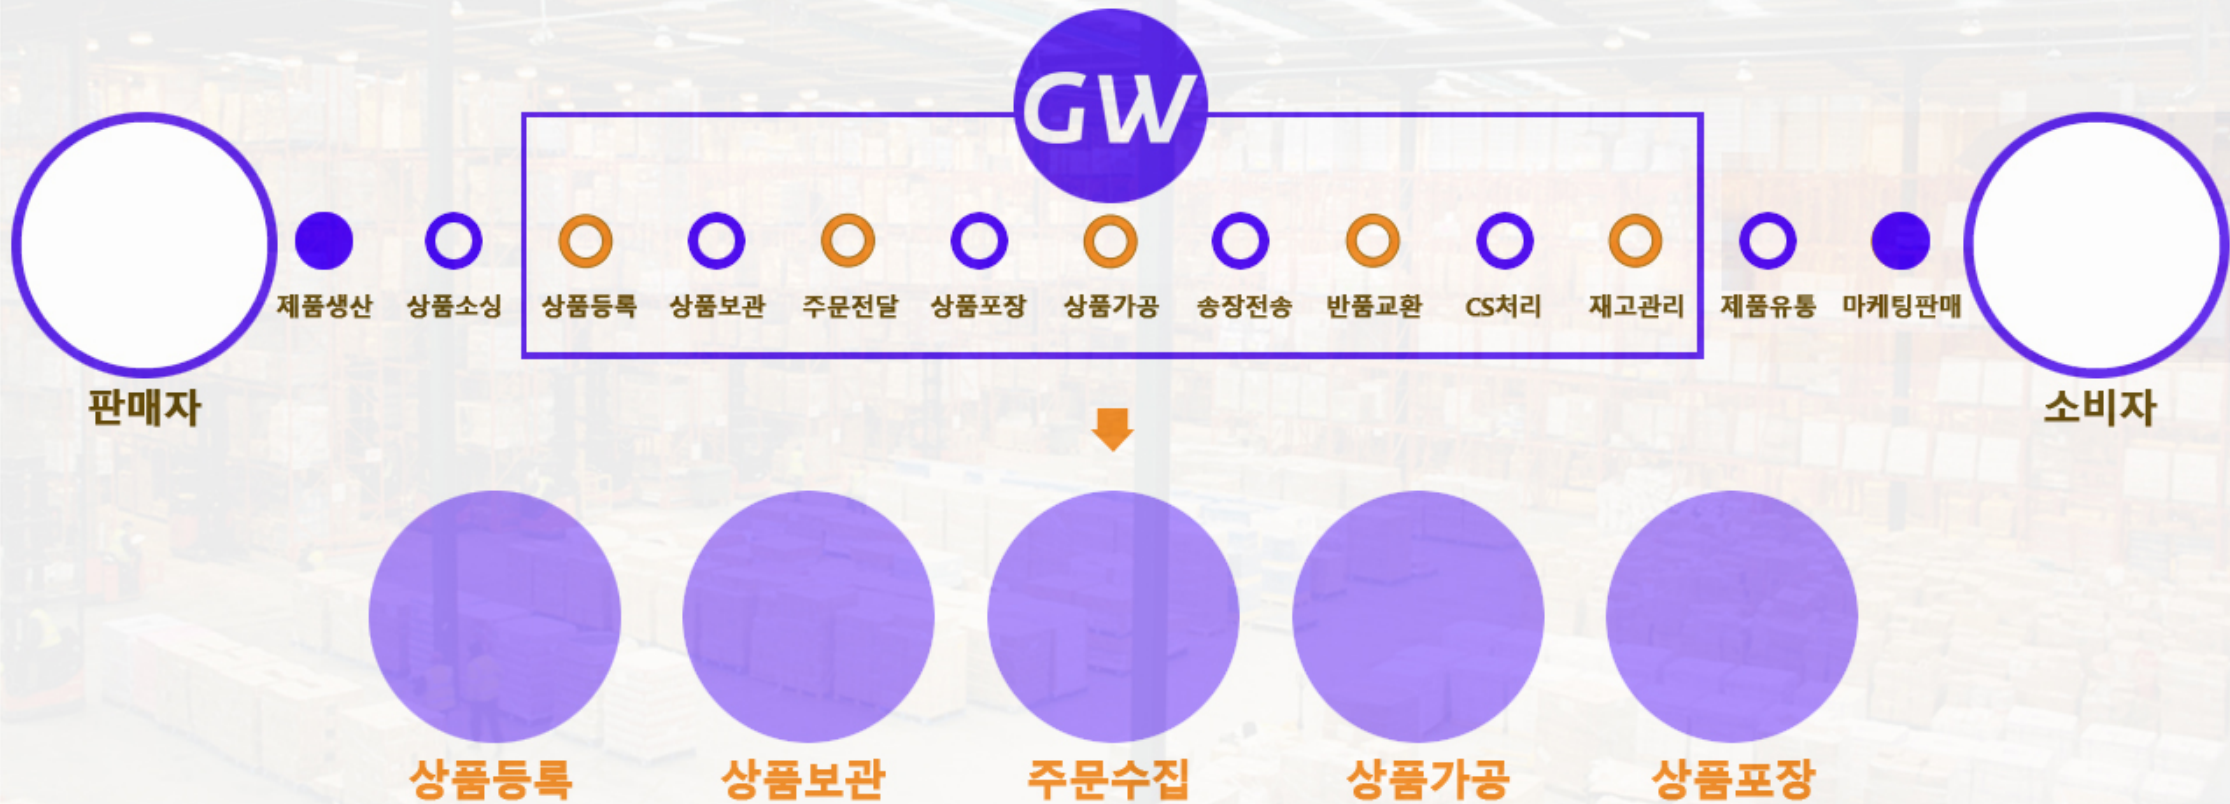 GW
제품생산 상품소싱 상품등록 상품보관 주문전달 상품포장 상품가공 송장전송 반품교환 CS처리 재고관리 제품유통 마케팅판매
판매자 소비자
상품등록 상품보관 주문수집 상품가공 상품포장